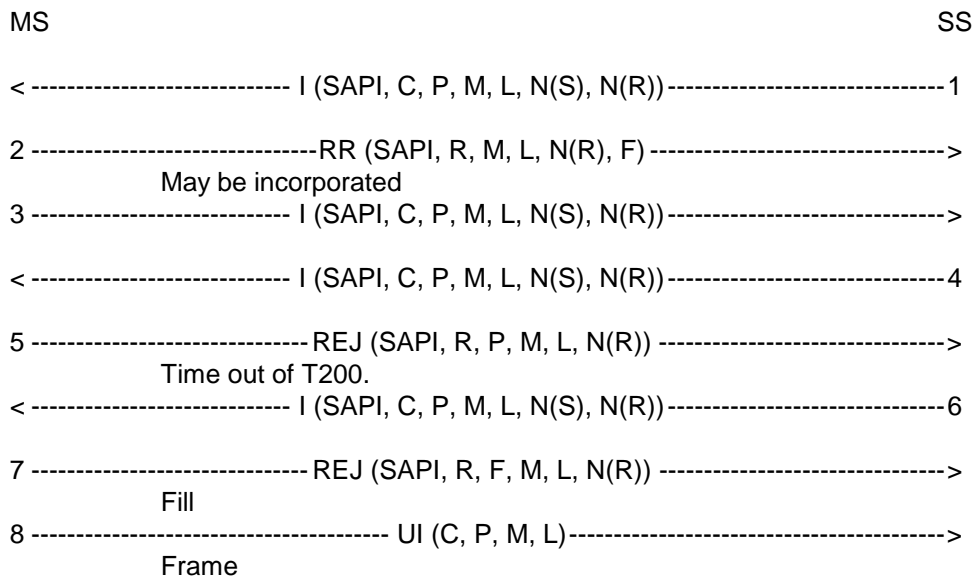 MS SS
< ----------------------------- I (SAPI, C, P, M, L, N(S), N(R)) ------------------------------- 1
2 --------------------------------RR (SAPI, R, M, L, N(R), F) --------------------------------->
May be incorporated
3 ----------------------------- I (SAPI, C, P, M, L, N(S), N(R)) ------------------------------->
< ----------------------------- I (SAPI, C, P, M, L, N(S), N(R)) -------------------------------4
5 ------------------------------- REJ (SAPI, R, P, M, L, N(R)) -------------------------------->
Time out of T200.
< ----------------------------- I (SAPI, C, P, M, L, N(S), N(R)) -------------------------------6
7 ------------------------------- REJ (SAPI, R, F, M, L, N(R)) -------------------------------->
Fill
8 ---------------------------------------- UI (C, P, M, L) ------------------------------------------>
Frame